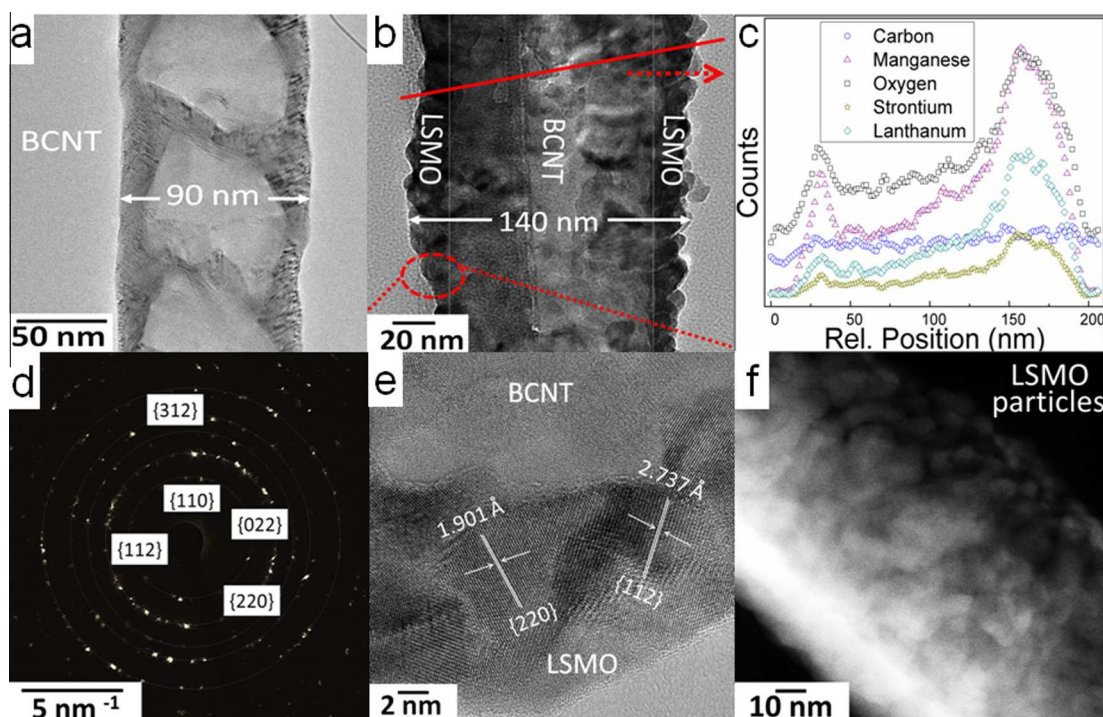 a
BCNT
90 nm
50 nm
b
LSMO
BCNT
LSMO
140 nm
20 nm
c
Carbon
Manganese
Oxygen
Strontium
Lanthanum
Counts
0 50 100 150 200
Rel. Position (nm)
d
{312}
{110}
{022}
{112}
{220}
5 nm -1
e
BCNT
2.737 Å
1.901 Å
{112}
{220}
LSMO
2 nm
f
LSMO
particles
10 nm